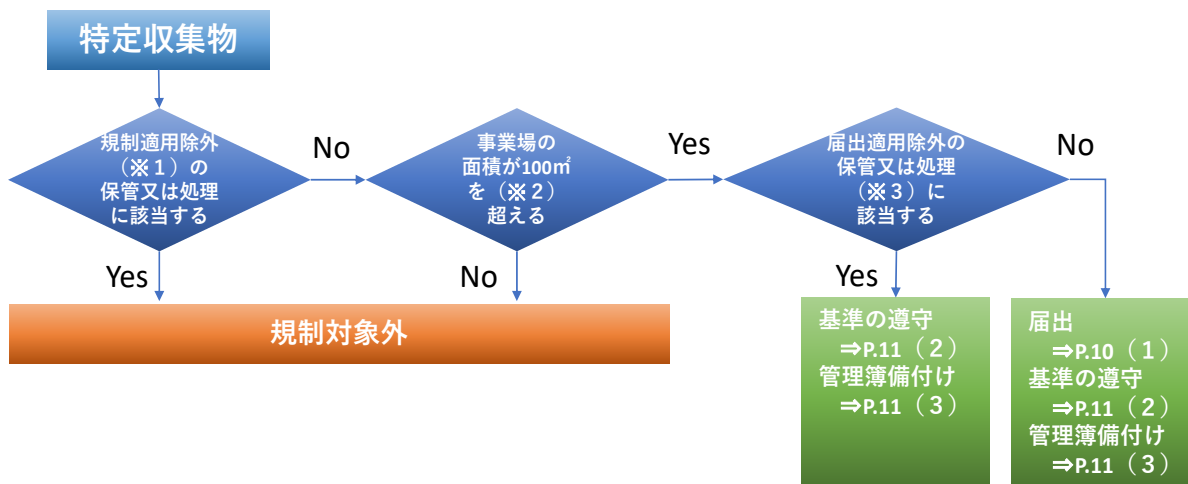 特定収集物
規制適用除外
（※１）の
保管又は処理
に該当する
No
事業場の
面積が100㎡
を（※２）
超える
Yes
届出適用除外の
保管又は処理
（※３）に
該当する
No
Yes
No
Yes
規制対象外
基準の遵守
⇒P.11（２）
管理簿備付け
⇒P.11（３）
届出
⇒P.10（１）
基準の遵守
⇒P.11（２）
管理簿備付け
⇒P.11（３）